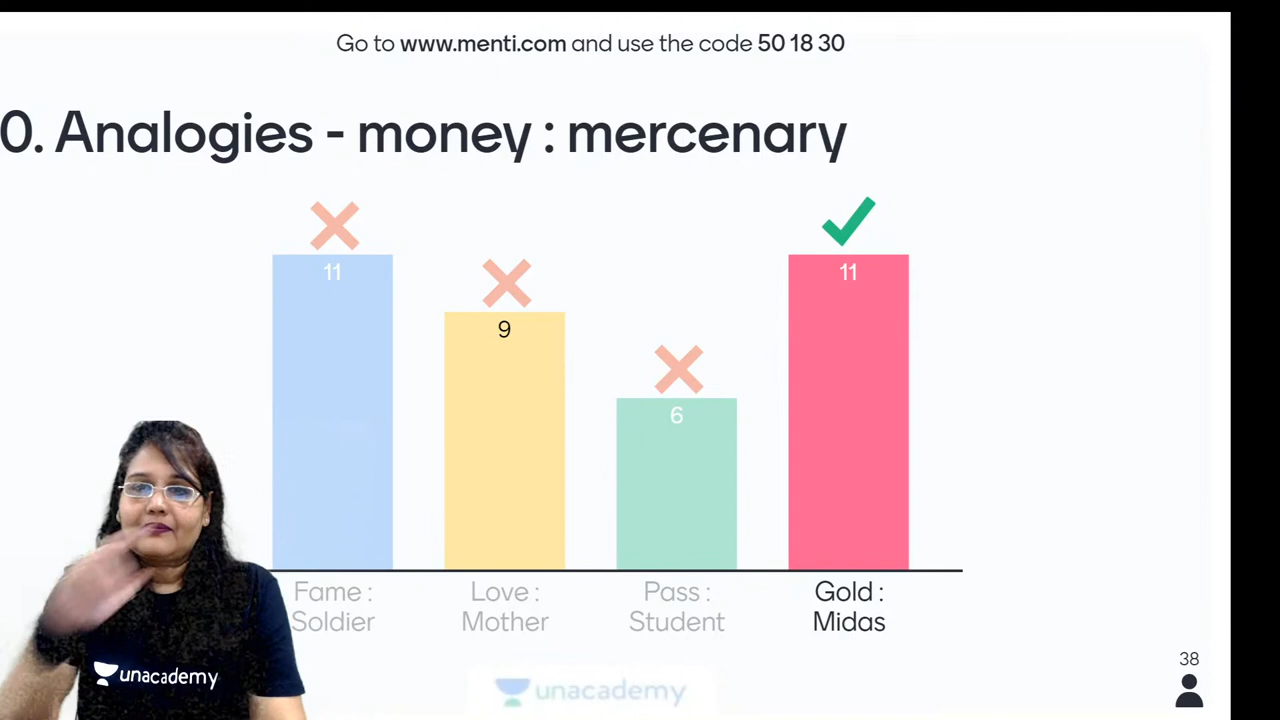 Go to www.menti.com and use the code 50 18 30
0. Analogies - money : mercenary
11
9
6
11
Fame :
Soldier
Love :
Mother
Pass :
Student
Gold :
Midas
38
unacademy
unacademy